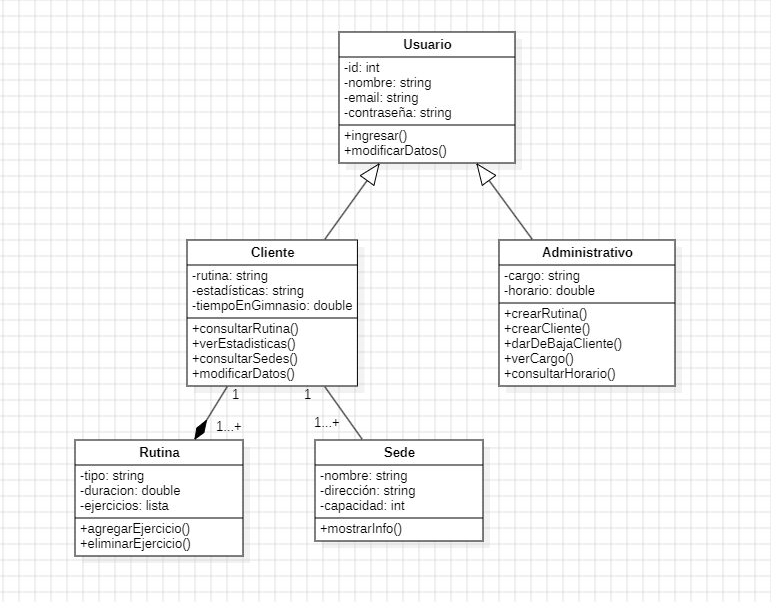 Usuario
-id: int
-nombre: string
-email: string
-contraseña: string
+ingresar()
+modificarDatos()
Cliente
-rutina: string
-estadísticas: string
-tiempoEnGimnasio: double
+consultarRutina()
+verEstadisticas()
+consultarSedes()
+modificarDatos()
Administrativo
-cargo: string
-horario: double
+crearRutina()
+crearCliente()
+darDeBajaCliente()
+verCargo()
+consultarHorario()
1
1
1...+
1...+
Rutina
-tipo: string
-duracion: double
-ejercicios: lista
+agregarEjercicio()
+eliminarEjercicio()
Sede
-nombre: string
-dirección: string
-capacidad: int
+mostrarInfo()